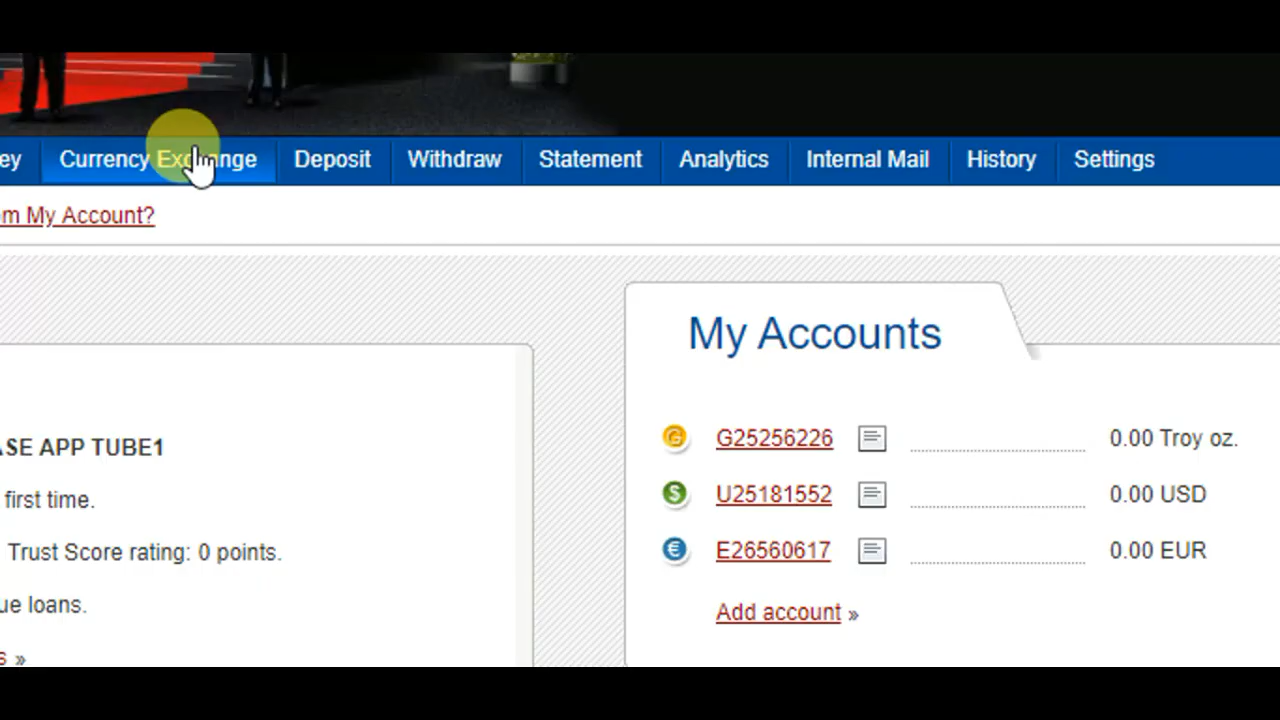 ey Currency Exchange Deposit Withdraw Statement Analytics Internal Mail History Settings
om My Account?
My Accounts
ASE APP TUBE1
first time.
Trust Score rating: 0 points.
ue loans.
s »
G25256226 0.00 Troy oz.
U25181552 0.00 USD
E26560617 0.00 EUR
Add account »